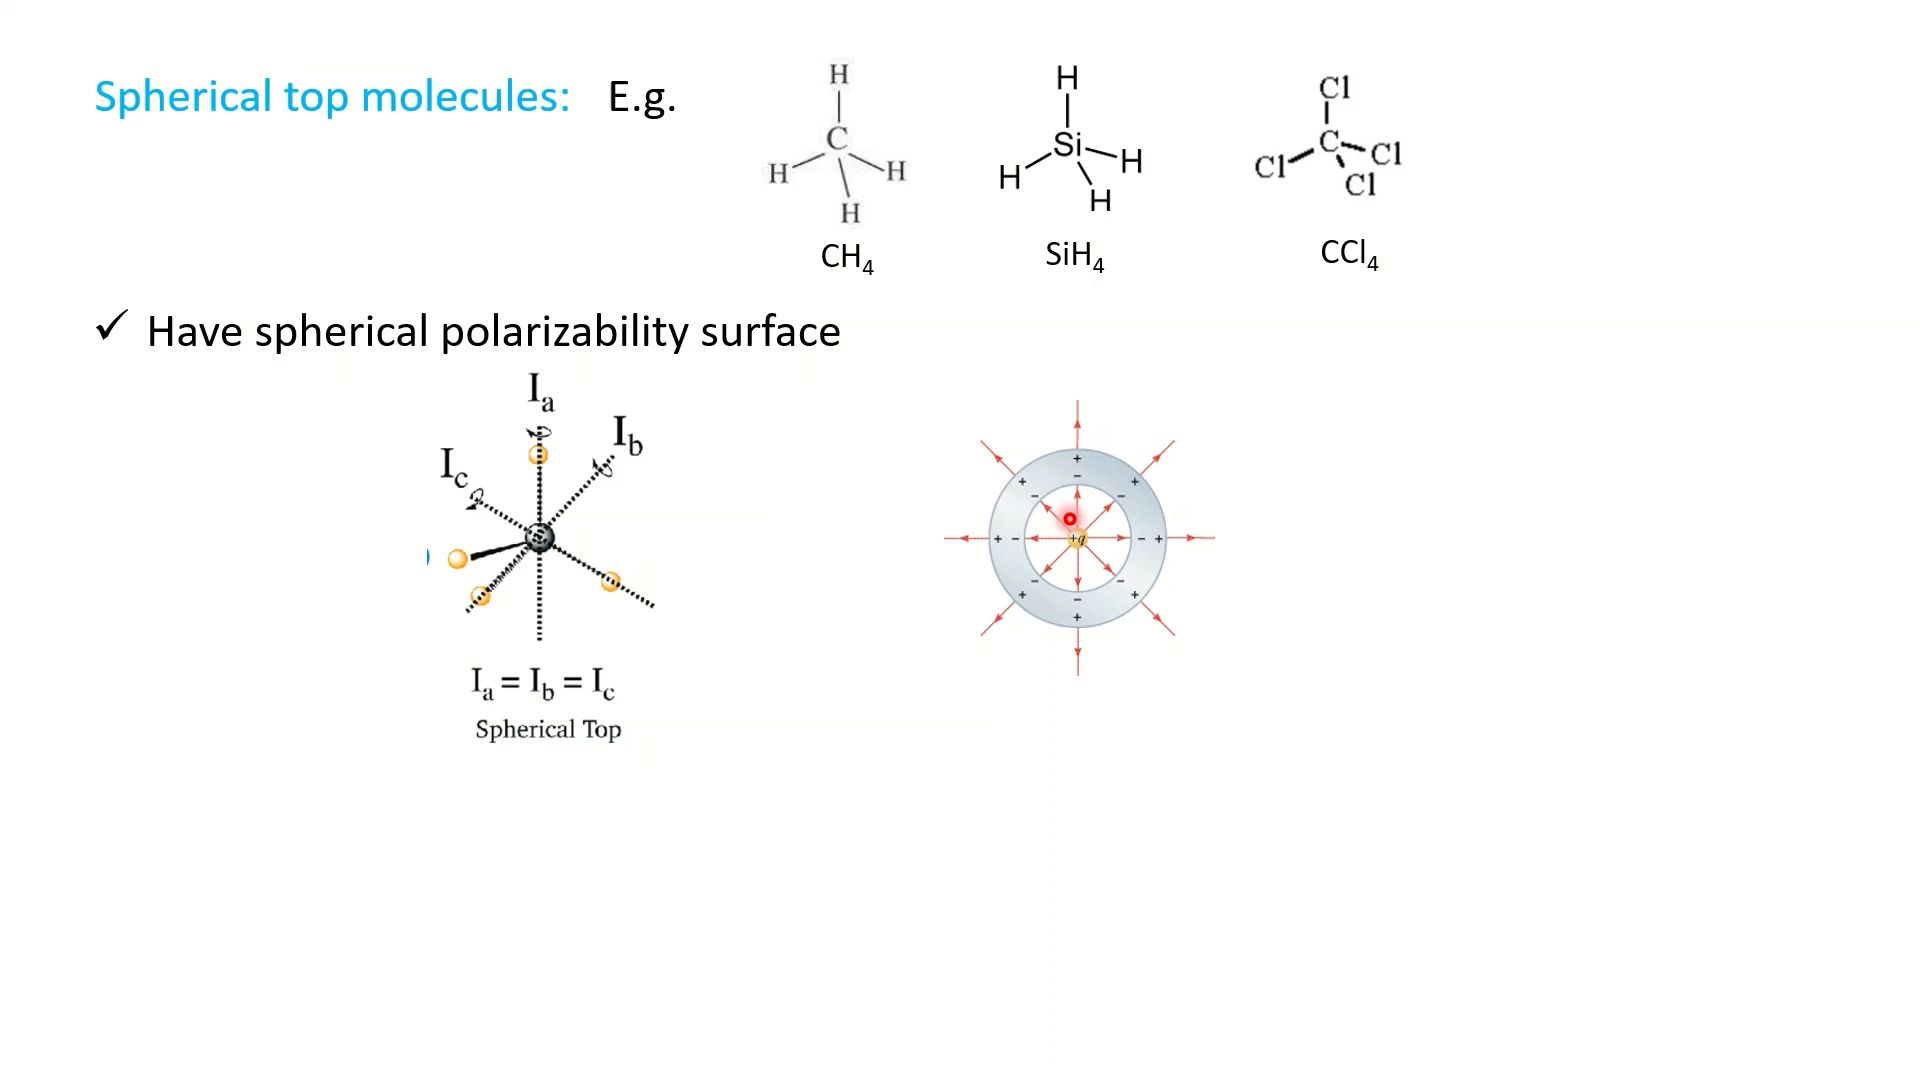 Spherical top molecules: E.g.
H
C
H H
H
CH4
H
Si
H H
H
SiH4
Cl
C
Cl Cl
Cl
CCl4
✓ Have spherical polarizability surface
Ia
Ib
Ic
Ia = Ib = Ic
Spherical Top
+
-
+ - - +
+ - +q - +
+ - - +
-
+